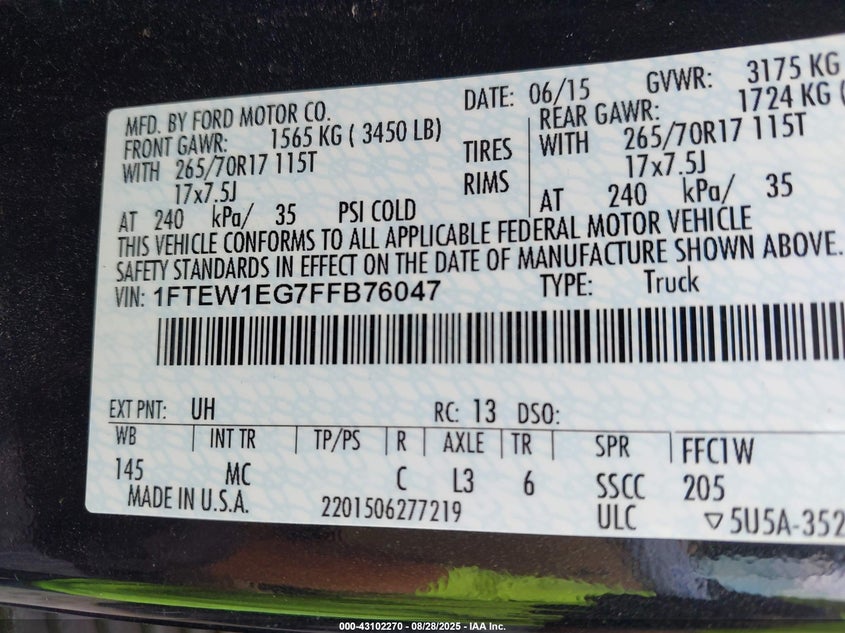 MFD. BY FORD MOTOR CO. DATE: 06/15 GVWR: 3175 KG
FRONT GAWR: 1565 KG ( 3450 LB) REAR GAWR: 1724 KG (
WITH 265/70R17 115T TIRES WITH 265/70R17 115T
17x7.5J RIMS 17x7.5J
AT 240 kPa/ 35 PSI COLD AT 240 kPa/ 35
THIS VEHICLE CONFORMS TO ALL APPLICABLE FEDERAL MOTOR VEHICLE
SAFETY STANDARDS IN EFFECT ON THE DATE OF MANUFACTURE SHOWN ABOVE.
VIN: 1FTEW1EG7FFB76047 TYPE: Truck
EXT PNT: UH RC: 13 DSO:
WB INT TR TP/PS R AXLE TR SPR FFC1W
145 MC C L3 6 SSCC 205
MADE IN U.S.A. 2201506277219 ULC ▽5U5A-352
000-43102270 - 08/28/2025 - IAA Inc.